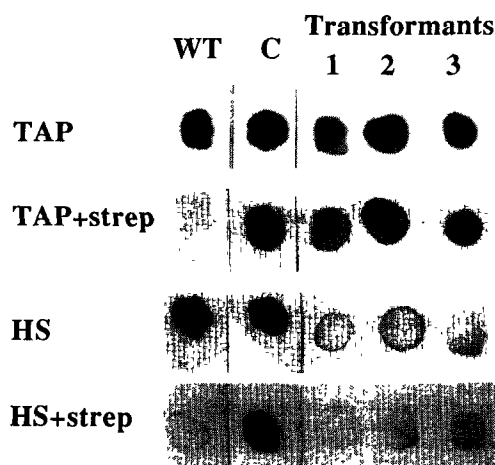 Transformants
WT C 1 2 3
TAP
TAP+strep
HS
HS+strep